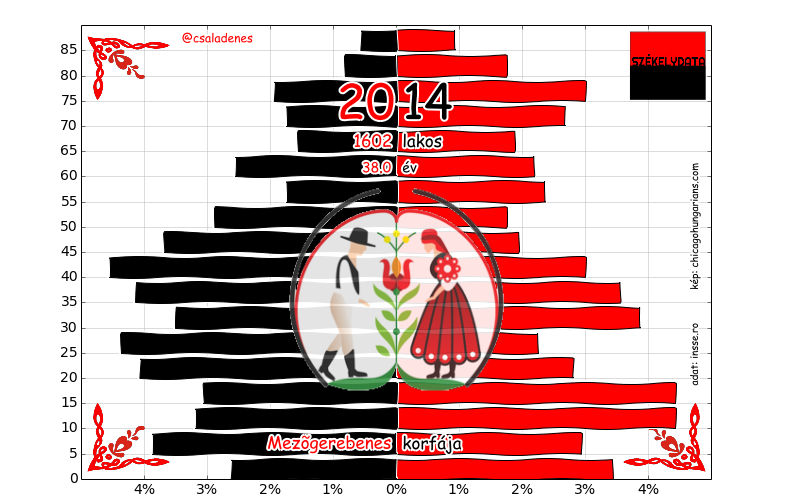 @csaladenes
SZÉKELYDATA
2014
1602 lakos
38.0 év
kép: chicagohungarians.com
adat: insse.ro
Mezõgerebenes korfája
85
80
75
70
65
60
55
50
45
40
35
30
25
20
15
10
5
0
4% 3% 2% 1% 0% 1% 2% 3% 4%